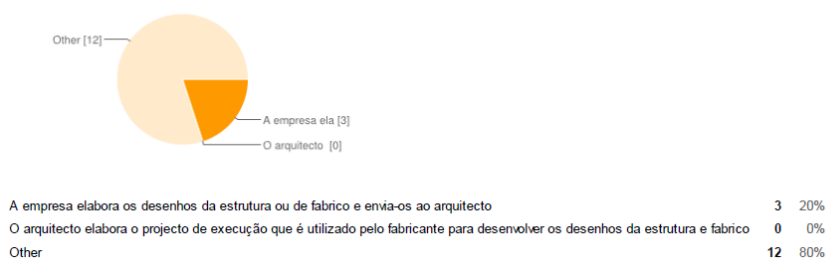 Other [12]
A empresa ela [3]
O arquitecto [0]
A empresa elabora os desenhos da estrutura ou de fabrico e envia-os ao arquitecto 3 20%
O arquitecto elabora o projecto de execução que é utilizado pelo fabricante para desenvolver os desenhos da estrutura e fabrico 0 0%
Other 12 80%